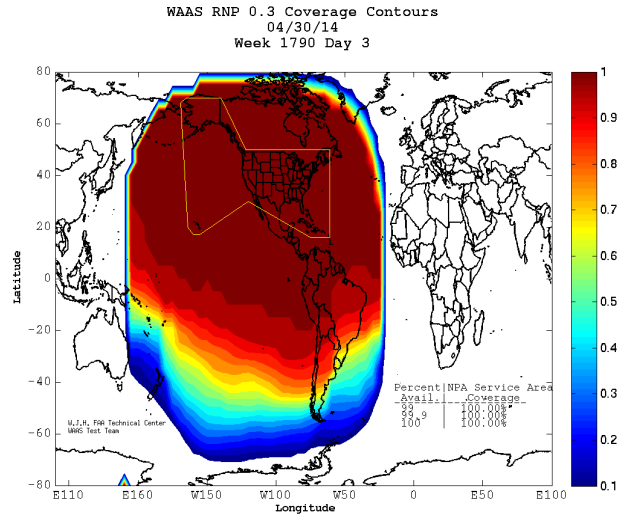 WAAS RNP 0.3 Coverage Contours
04/30/14
Week 1790 Day 3
80
60
40
20
0
-20
-40
-60
-80
Latitude
E110 E160 W150 W100 W50 0 E50 E100
Longitude
Percent|NPA Service Area
Avail.| Coverage
99 | 100.00%
99.9 | 100.00%
100 | 100.00%
W.J.H. FAA Technical Center
WAAS Test Team
1
0.9
0.8
0.7
0.6
0.5
0.4
0.3
0.2
0.1